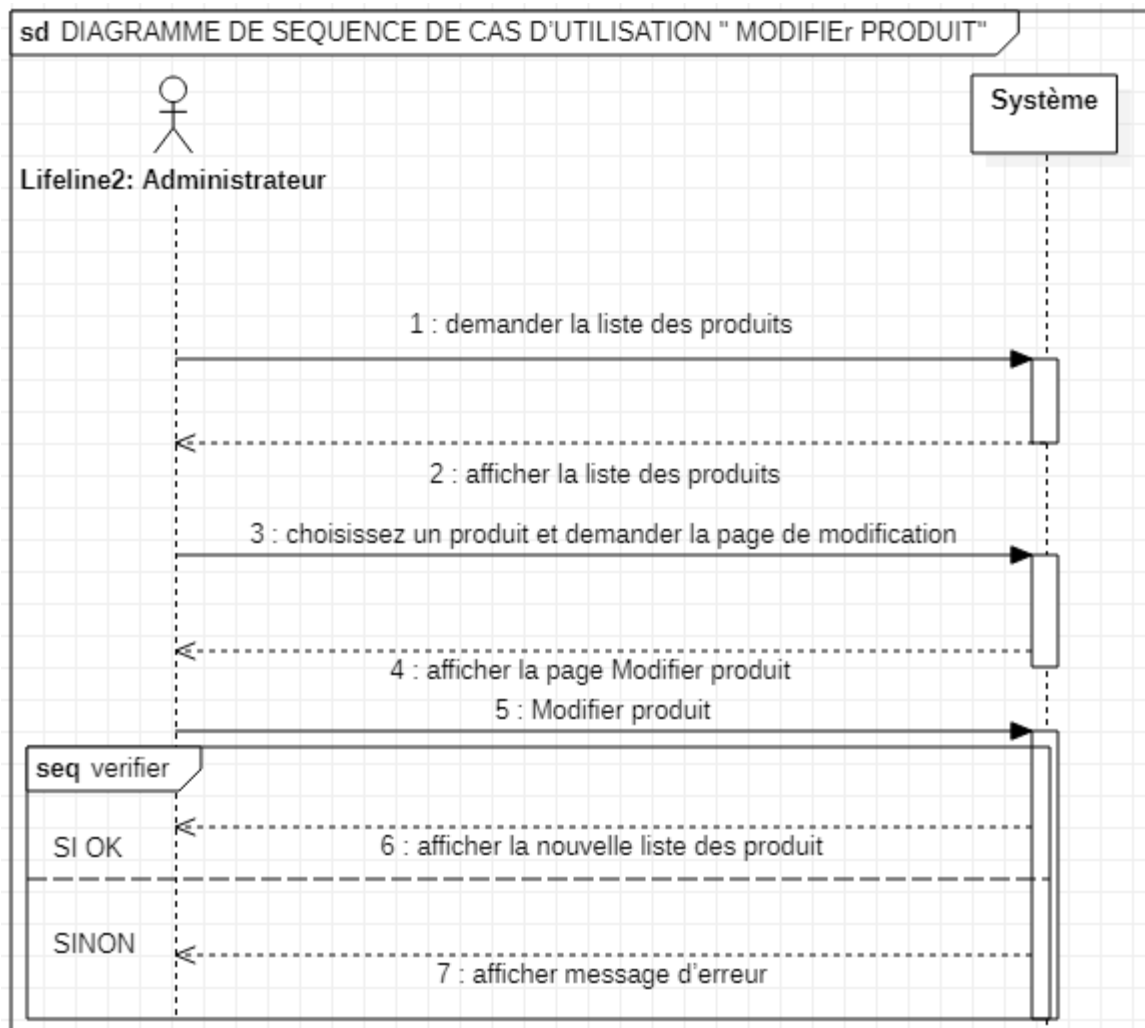 sd DIAGRAMME DE SEQUENCE DE CAS D'UTILISATION " MODIFIEr PRODUIT"
Système
Lifeline2: Administrateur
1 : demander la liste des produits
2 : afficher la liste des produits
3 : choisissez un produit et demander la page de modification
4 : afficher la page Modifier produit
5 : Modifier produit
seq verifier
SI OK
6 : afficher la nouvelle liste des produit
SINON
7 : afficher message d'erreur